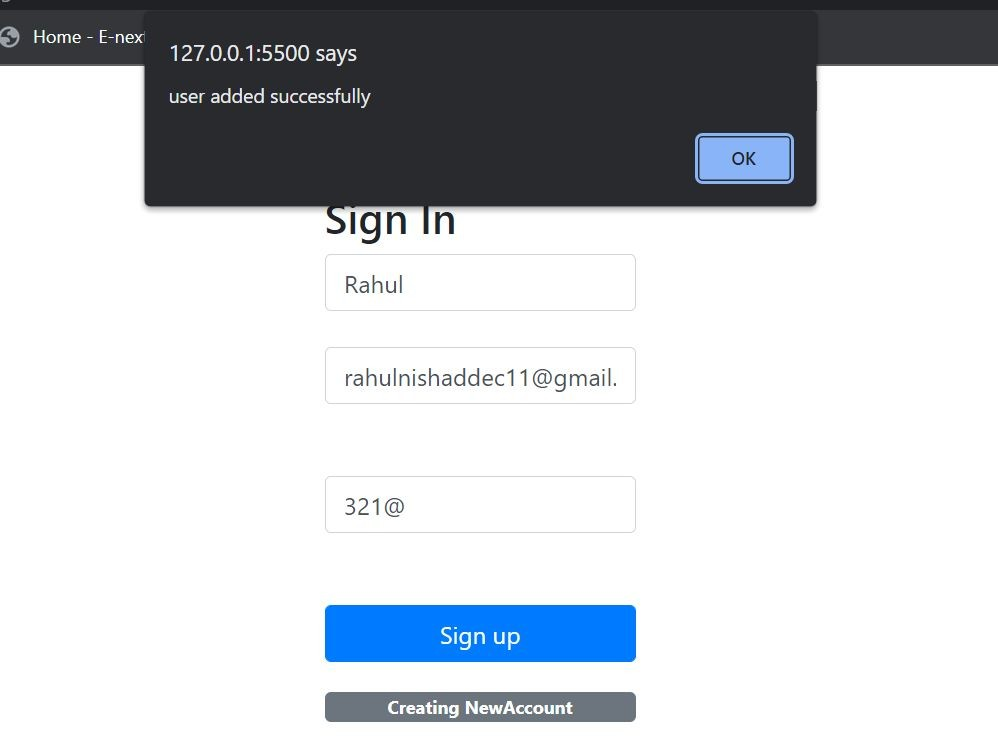 Home - E-next
127.0.0.1:5500 says
user added successfully
OK
Sign In
Rahul
rahulnishaddec11@gmail.
321@
Sign up
Creating NewAccount